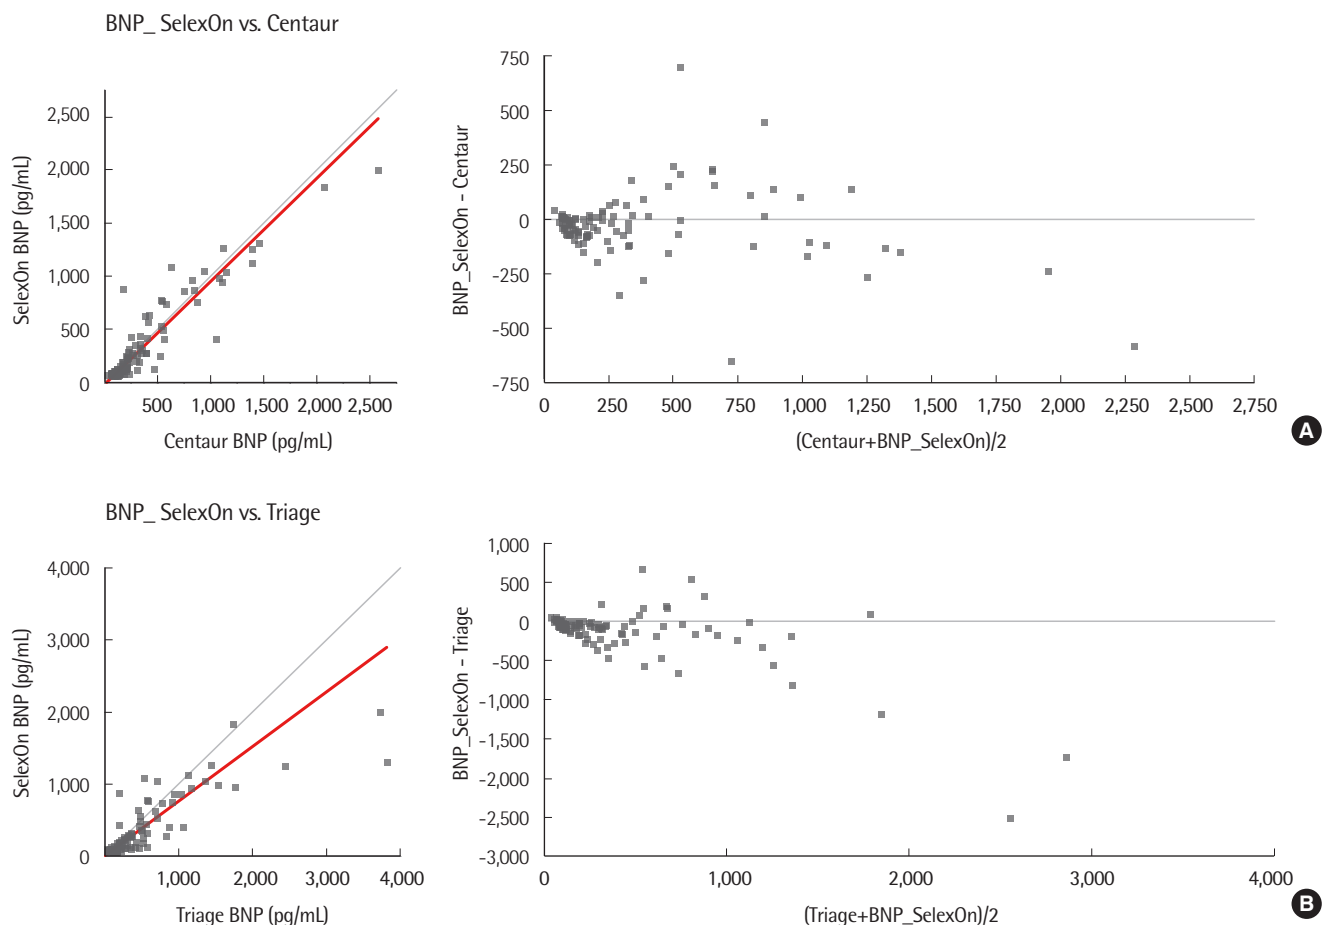 BNP_ SelexOn vs. Centaur
SelexOn BNP (pg/mL)
2,500
2,000
1,500
1,000
500
0
500 1,000 1,500 2,000 2,500
Centaur BNP (pg/mL)
BNP_SelexOn - Centaur
750
500
250
0
-250
-500
-750
0 250 500 750 1,000 1,250 1,500 1,750 2,000 2,250 2,500 2,750
(Centaur+BNP_SelexOn)/2
A
BNP_ SelexOn vs. Triage
SelexOn BNP (pg/mL)
4,000
3,000
2,000
1,000
0
1,000 2,000 3,000 4,000
Triage BNP (pg/mL)
BNP_SelexOn - Triage
1,000
500
0
-500
-1,000
-1,500
-2,000
-2,500
-3,000
0 1,000 2,000 3,000 4,000
(Triage+BNP_SelexOn)/2
B